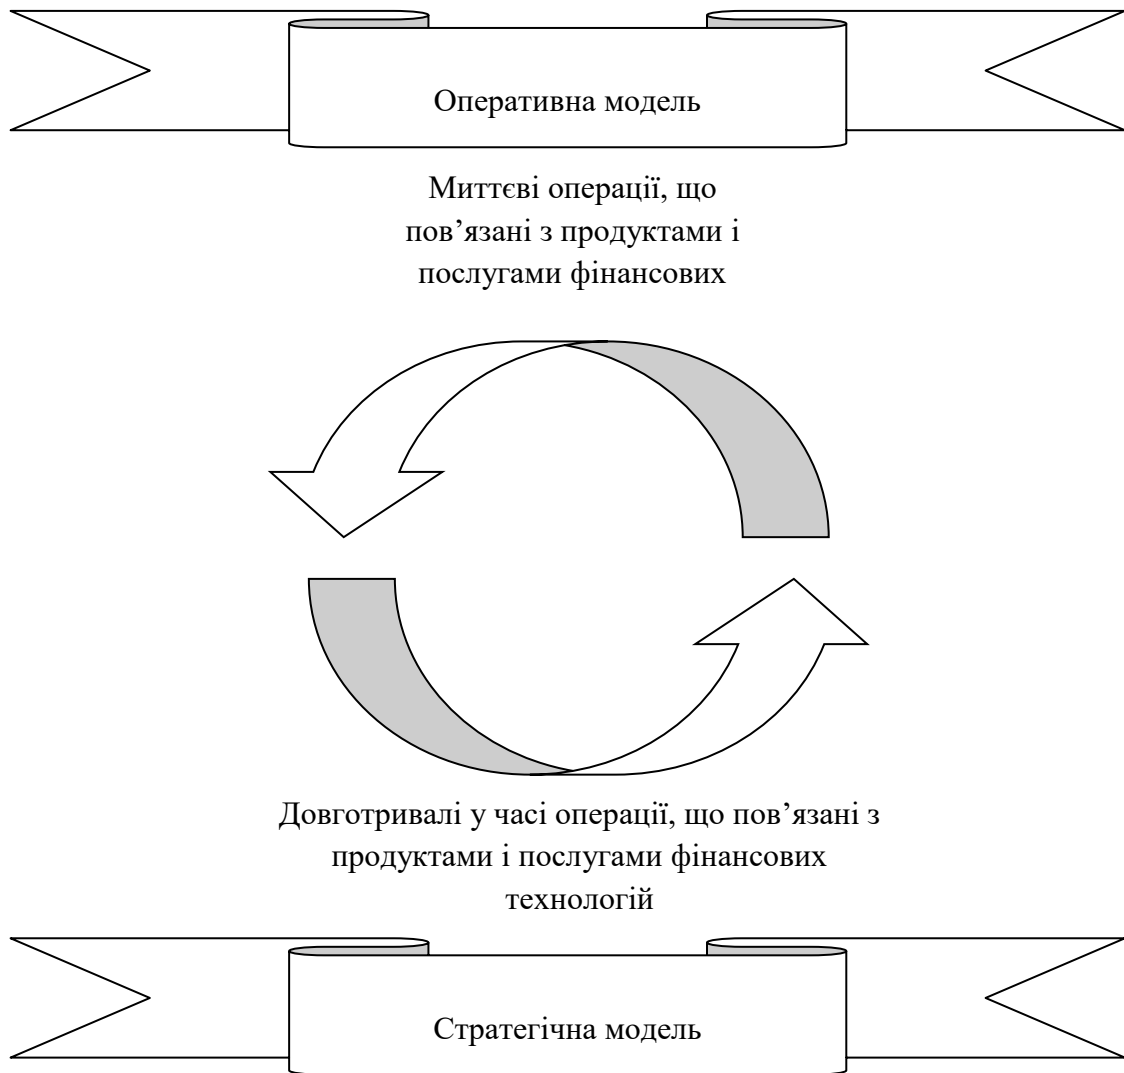 Оперативна модель
Миттєві операції, що
пов’язані з продуктами і
послугами фінансових
Довготривалі у часі операції, що пов’язані з
продуктами і послугами фінансових
технологій
Стратегічна модель